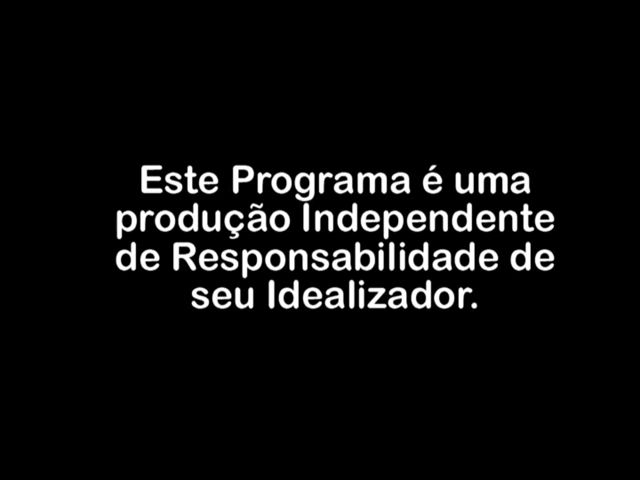 Este Programa é uma
produção Independente
de Responsabilidade de
seu Idealizador.